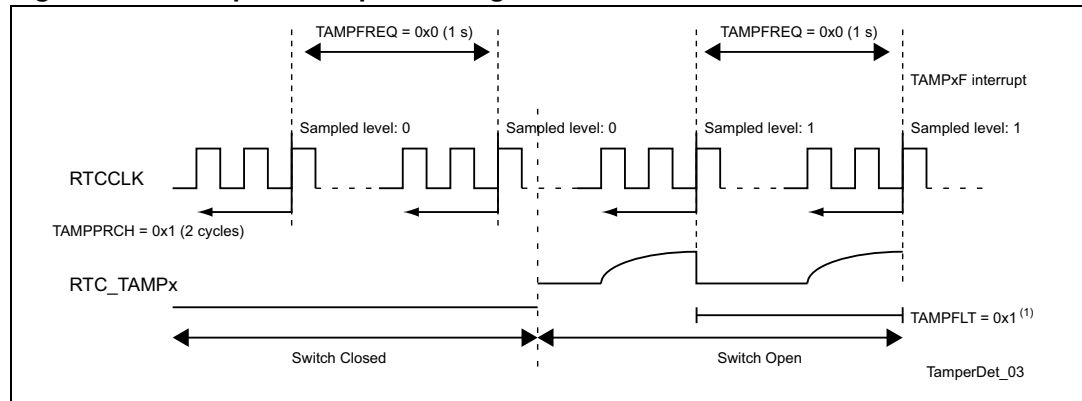 TAMPFREQ = 0x0 (1 s)
TAMPFREQ = 0x0 (1 s)
TAMPxF interrupt
Sampled level: 0
Sampled level: 0
Sampled level: 1
Sampled level: 1
RTCCLK
TAMPPRCH = 0x1 (2 cycles)
RTC_TAMPx
TAMPFLT = 0x1 (1)
Switch Closed
Switch Open
TamperDet_03